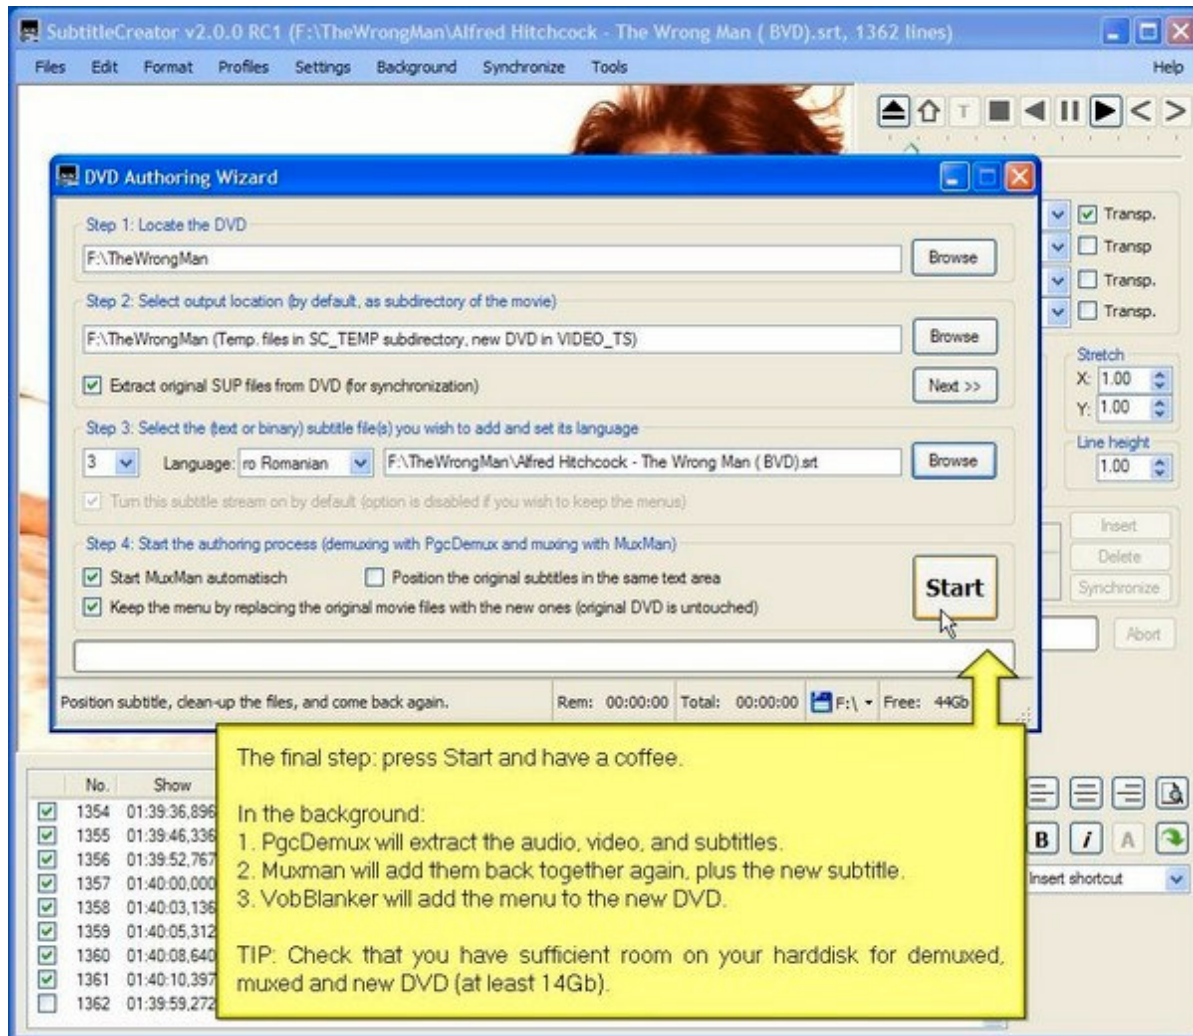 SubtitleCreator v2.0.0 RC1 (F:\TheWrongMan\Alfred Hitchcock - The Wrong Man ( BVD).srt, 1362 lines)
Files Edit Format Profiles Settings Background Synchronize Tools Help
T
DVD Authoring Wizard
Step 1: Locate the DVD
F:\TheWrongMan Browse
Step 2: Select output location (by default, as subdirectory of the movie)
F:\TheWrongMan (Temp. files in SC_TEMP subdirectory, new DVD in VIDEO_TS) Browse
Extract original SUP files from DVD (for synchronization) Next >>
Step 3: Select the (text or binary) subtitle file(s) you wish to add and set its language
3 Language: ro Romanian F:\TheWrongMan\Alfred Hitchcock - The Wrong Man ( BVD).srt Browse
Turn this subtitle stream on by default (option is disabled if you wish to keep the menus)
Step 4: Start the authoring process (demuxing with PgcDemux and muxing with MuxMan)
Start MuxMan automatisch Position the original subtitles in the same text area
Keep the menu by replacing the original movie files with the new ones (original DVD is untouched)
Start
Position subtitle, clean-up the files, and come back again. Rem: 00:00:00 Total: 00:00:00 F:\ Free: 44Gb
Transp.
Transp
Transp.
Transp.
Stretch
X: 1.00
Y: 1.00
Line height
1.00
Insert
Delete
Synchronize
Abort
The final step: press Start and have a coffee.
In the background:
1. PgcDemux will extract the audio, video, and subtitles.
2. Muxman will add them back together again, plus the new subtitle.
3. VobBlanker will add the menu to the new DVD.
TIP: Check that you have sufficient room on your harddisk for demuxed,
muxed and new DVD (at least 14Gb).
No. Show
1354 01:39:36,896
1355 01:39:46,336
1356 01:39:52,767
1357 01:40:00,000
1358 01:40:03,136
1359 01:40:05,312
1360 01:40:08,640
1361 01:40:10,397
1362 01:39:59,272
B i A
Insert shortcut